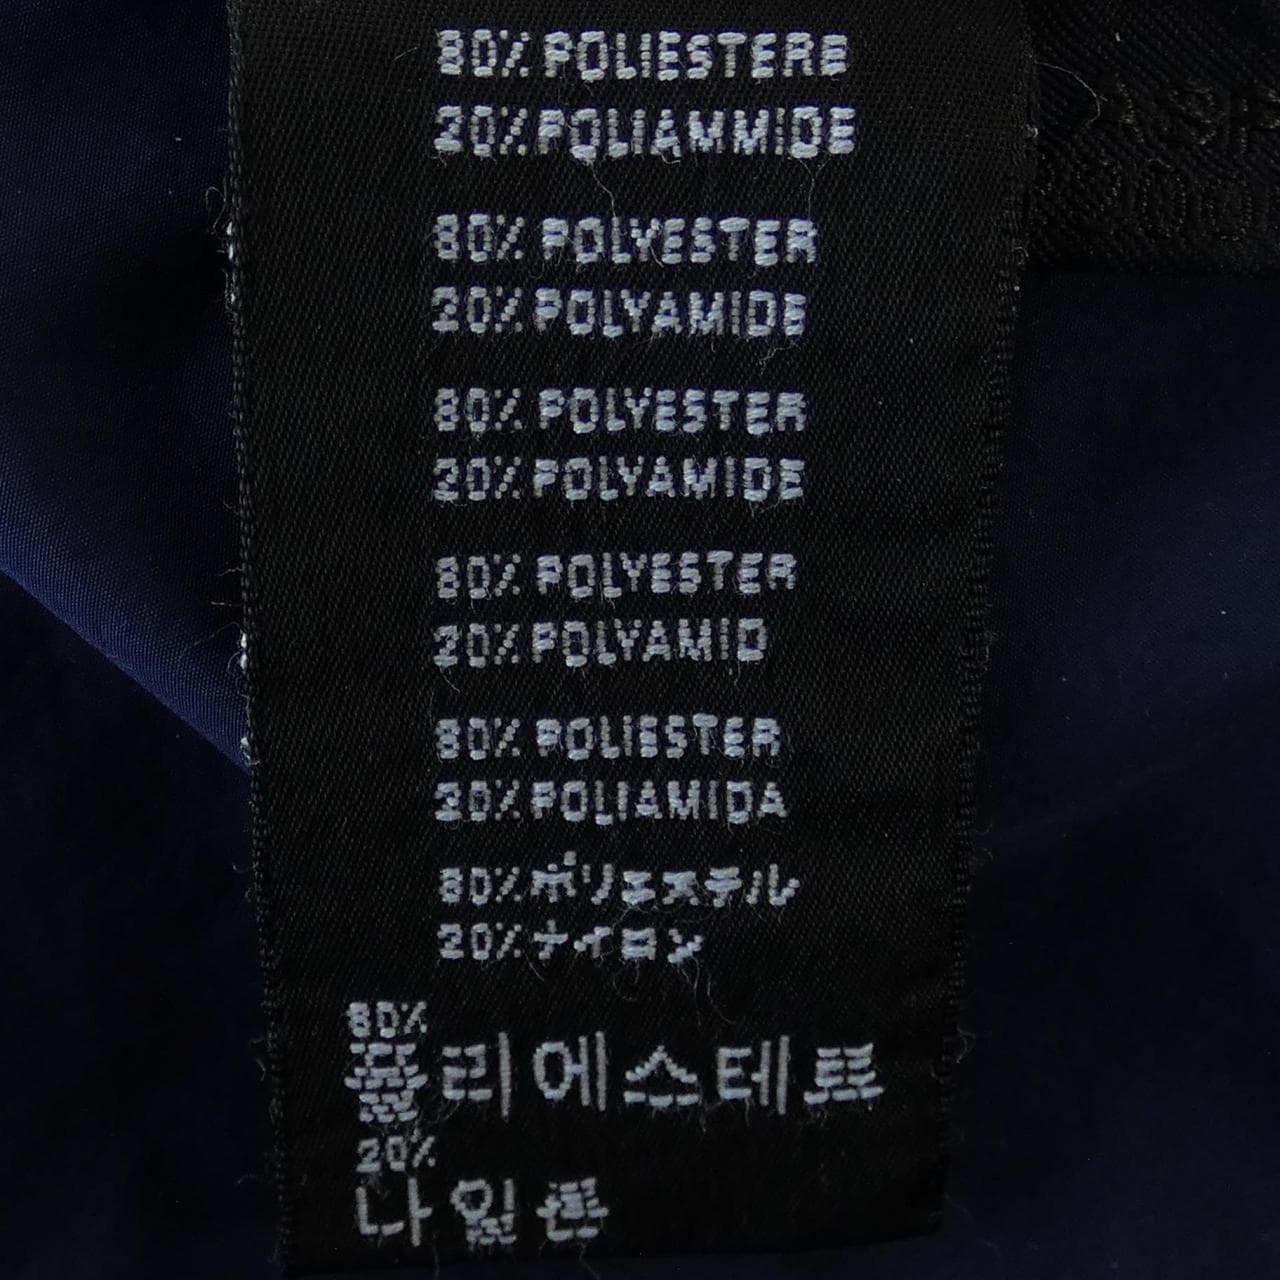 80% POLIESTERE
20% POLIAMMIDE
80% POLYESTER
20% POLYAMIDE
80% POLYESTER
20% POLYAMIDE
80% POLYESTER
20% POLYAMID
80% POLIESTER
20% POLIAMIDA
80% ポリエステル
20% ナイロン
80%
폴리에스테르
20%
나일론